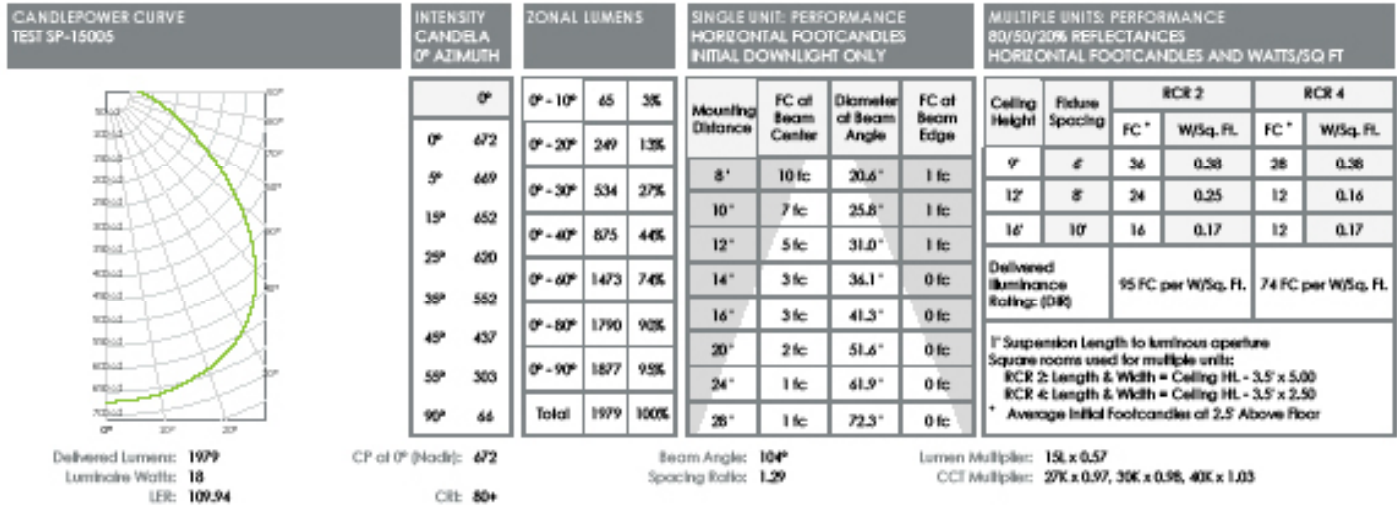 CANDLEPOWER CURVE
TEST SP-15005
INTENSITY
CANDELA
0° AZIMUTH
ZONAL LUMENS
SINGLE UNIT: PERFORMANCE
HORIZONTAL FOOTCANDLES
INITIAL DOWNLIGHT ONLY
MULTIPLE UNITS: PERFORMANCE
80/50/20% REFLECTANCES
HORIZONTAL FOOTCANDLES AND WATTS/SQ FT
0°
0° 672
5° 669
15° 652
25° 620
35° 552
45° 437
55° 303
90° 66
0° - 10° 65 3%
0° - 20° 249 13%
0° - 30° 534 27%
0° - 40° 875 44%
0° - 60° 1473 74%
0° - 80° 1790 90%
0° - 90° 1877 95%
Total 1979 100%
Mounting Distance FC at Beam Center Diameter at Beam Angle FC at Beam Edge
8' 10 fc 20.6' 1 fc
10' 7 fc 25.8' 1 fc
12' 5 fc 31.0' 1 fc
14' 3 fc 36.1' 0 fc
16' 3 fc 41.3' 0 fc
20' 2 fc 51.6' 0 fc
24' 1 fc 61.9' 0 fc
28' 1 fc 72.3' 0 fc
Ceiling Height Fixture Spacing RCR 2 RCR 4
FC + W/Sq. Ft. FC + W/Sq. Ft.
9' 6' 36 0.38 28 0.38
12' 8' 24 0.25 12 0.16
16' 10' 16 0.17 12 0.17
Delivered Illuminance Rating: (DIR) 95 FC per W/Sq. Ft. 74 FC per W/Sq. Ft.
1' Suspension Length to luminous aperture
Square rooms used for multiple units:
RCR 2: Length & Width = Ceiling Ht. - 3.5' x 5.00
RCR 4: Length & Width = Ceiling Ht. - 3.5' x 2.50
+ Average Initial Footcandles at 2.5' Above Floor
0° 10° 20°
Delivered Lumens: 1979
Luminaire Watts: 18
LER: 109.94
CP at 0° (Nadir): 672
CRI: 80+
Beam Angle: 104°
Spacing Ratio: 1.29
Lumen Multiplier: 15L x 0.57
CCT Multiplier: 27K x 0.97, 30K x 0.98, 40K x 1.03